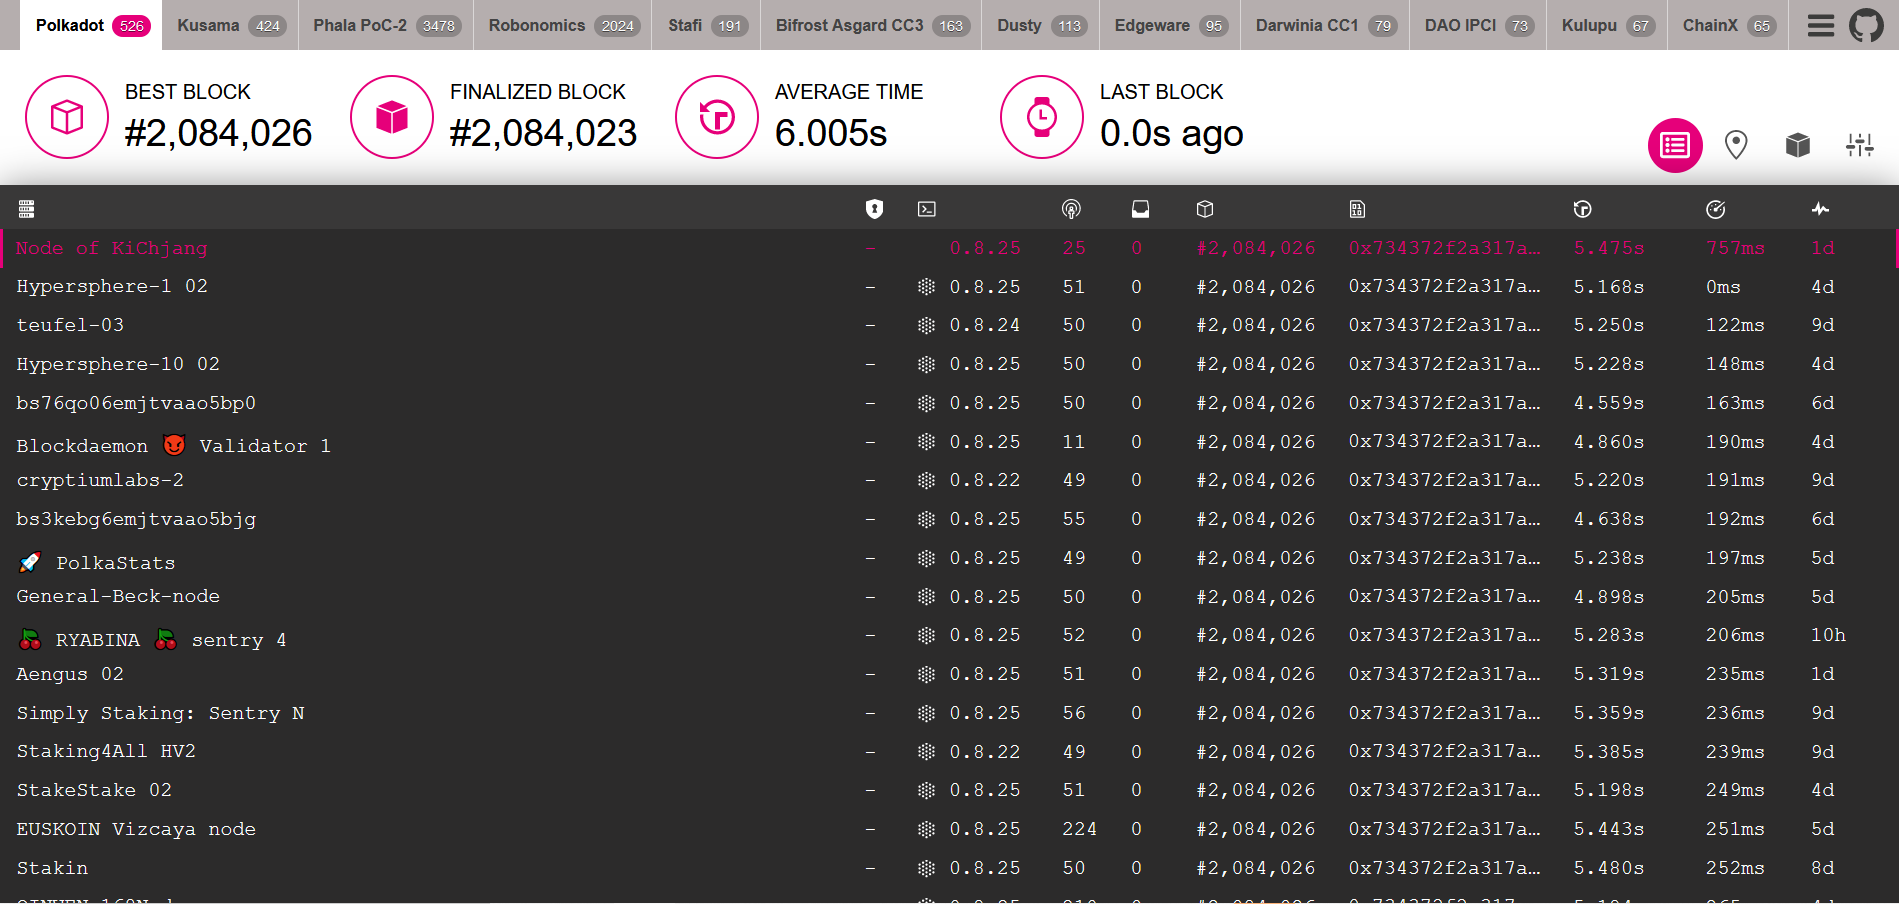 Polkadot 526 Kusama 424 Phala PoC-2 3478 Robonomics 2024 Stafi 191 Bifrost Asgard CC3 163 Dusty 113 Edgeware 95 Darwinia CC1 79 DAO IPCI 73 Kulupu 67 ChainX 65
BEST BLOCK
#2,084,026
FINALIZED BLOCK
#2,084,023
AVERAGE TIME
6.005s
LAST BLOCK
0.0s ago
Node of KiChjang - 0.8.25 25 0 #2,084,026 0x734372f2a317a… 5.475s 757ms 1d
Hypersphere-1 02 - 0.8.25 51 0 #2,084,026 0x734372f2a317a… 5.168s 0ms 4d
teufel-03 - 0.8.24 50 0 #2,084,026 0x734372f2a317a… 5.250s 122ms 9d
Hypersphere-10 02 - 0.8.25 50 0 #2,084,026 0x734372f2a317a… 5.228s 148ms 4d
bs76qo06emjtvaao5bp0 - 0.8.25 50 0 #2,084,026 0x734372f2a317a… 4.559s 163ms 6d
Blockdaemon 😈 Validator 1 - 0.8.25 11 0 #2,084,026 0x734372f2a317a… 4.860s 190ms 4d
cryptiumlabs-2 - 0.8.22 49 0 #2,084,026 0x734372f2a317a… 5.220s 191ms 9d
bs3kebg6emjtvaao5bjg - 0.8.25 55 0 #2,084,026 0x734372f2a317a… 4.638s 192ms 6d
🚀 PolkaStats - 0.8.25 49 0 #2,084,026 0x734372f2a317a… 5.238s 197ms 5d
General-Beck-node - 0.8.25 50 0 #2,084,026 0x734372f2a317a… 4.898s 205ms 5d
🍒 RYABINA 🍒 sentry 4 - 0.8.25 52 0 #2,084,026 0x734372f2a317a… 5.283s 206ms 10h
Aengus 02 - 0.8.25 51 0 #2,084,026 0x734372f2a317a… 5.319s 235ms 1d
Simply Staking: Sentry N - 0.8.25 56 0 #2,084,026 0x734372f2a317a… 5.359s 236ms 9d
Staking4All HV2 - 0.8.22 49 0 #2,084,026 0x734372f2a317a… 5.385s 239ms 9d
StakeStake 02 - 0.8.25 51 0 #2,084,026 0x734372f2a317a… 5.198s 249ms 4d
EUSKOIN Vizcaya node - 0.8.25 224 0 #2,084,026 0x734372f2a317a… 5.443s 251ms 5d
Stakin - 0.8.25 50 0 #2,084,026 0x734372f2a317a… 5.480s 252ms 8d